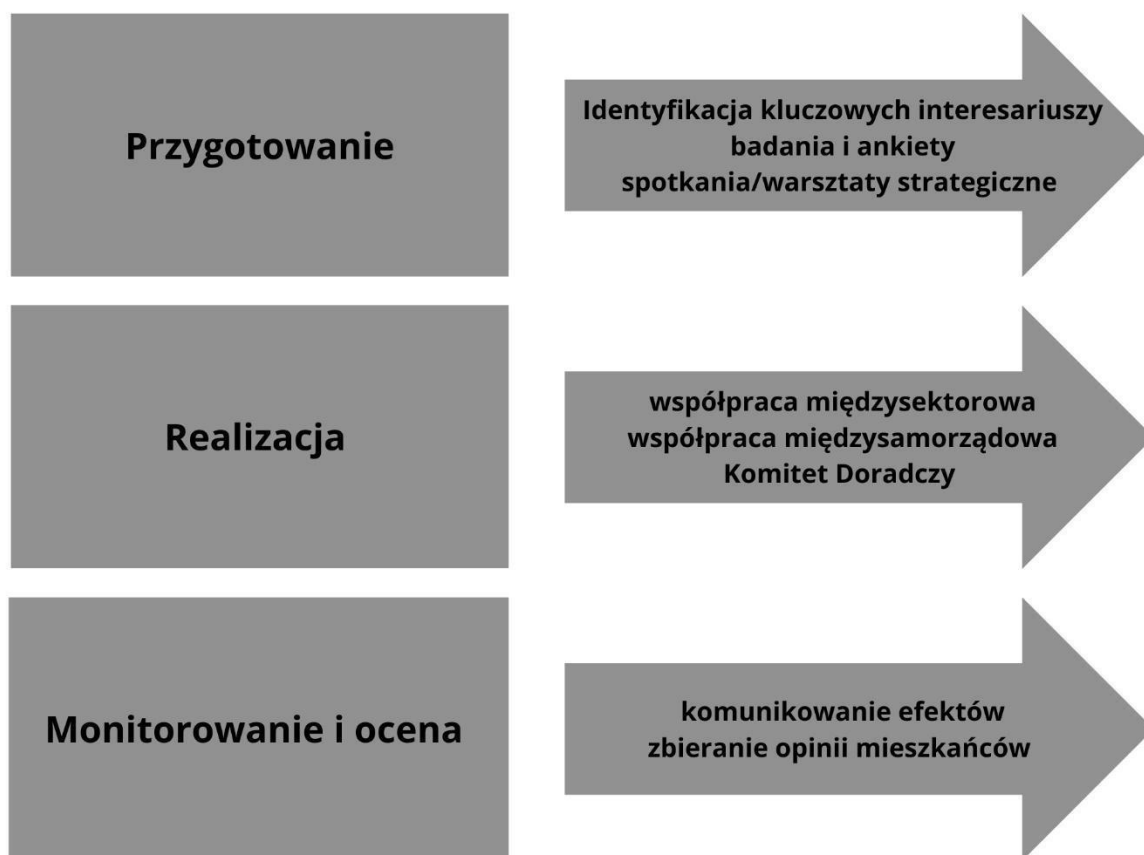 Przygotowanie
Identyfikacja kluczowych interesariuszy
badania i ankiety
spotkania/warsztaty strategiczne
Realizacja
współpraca międzysektorowa
współpraca międzysamorządowa
Komitet Doradczy
Monitorowanie i ocena
komunikowanie efektów
zbieranie opinii mieszkańców